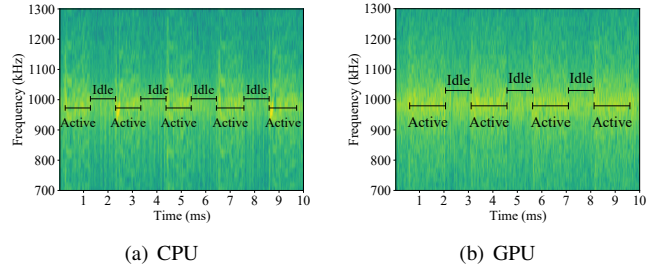 1300
1200
1100
1000
900
800
700
Frequency (kHz)
Idle Idle Idle Idle
Active Active Active Active Active
1 2 3 4 5 6 7 8 9 10
Time (ms)
(a) CPU
1300
1200
1100
1000
900
800
700
Frequency (kHz)
Idle Idle Idle
Active Active Active Active
1 2 3 4 5 6 7 8 9 10
Time (ms)
(b) GPU